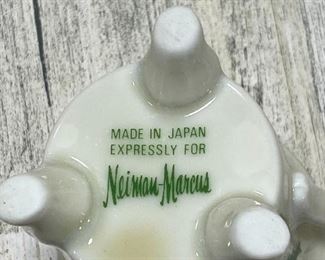 MADE IN JAPAN
EXPRESSLY FOR
Neiman-Marcus